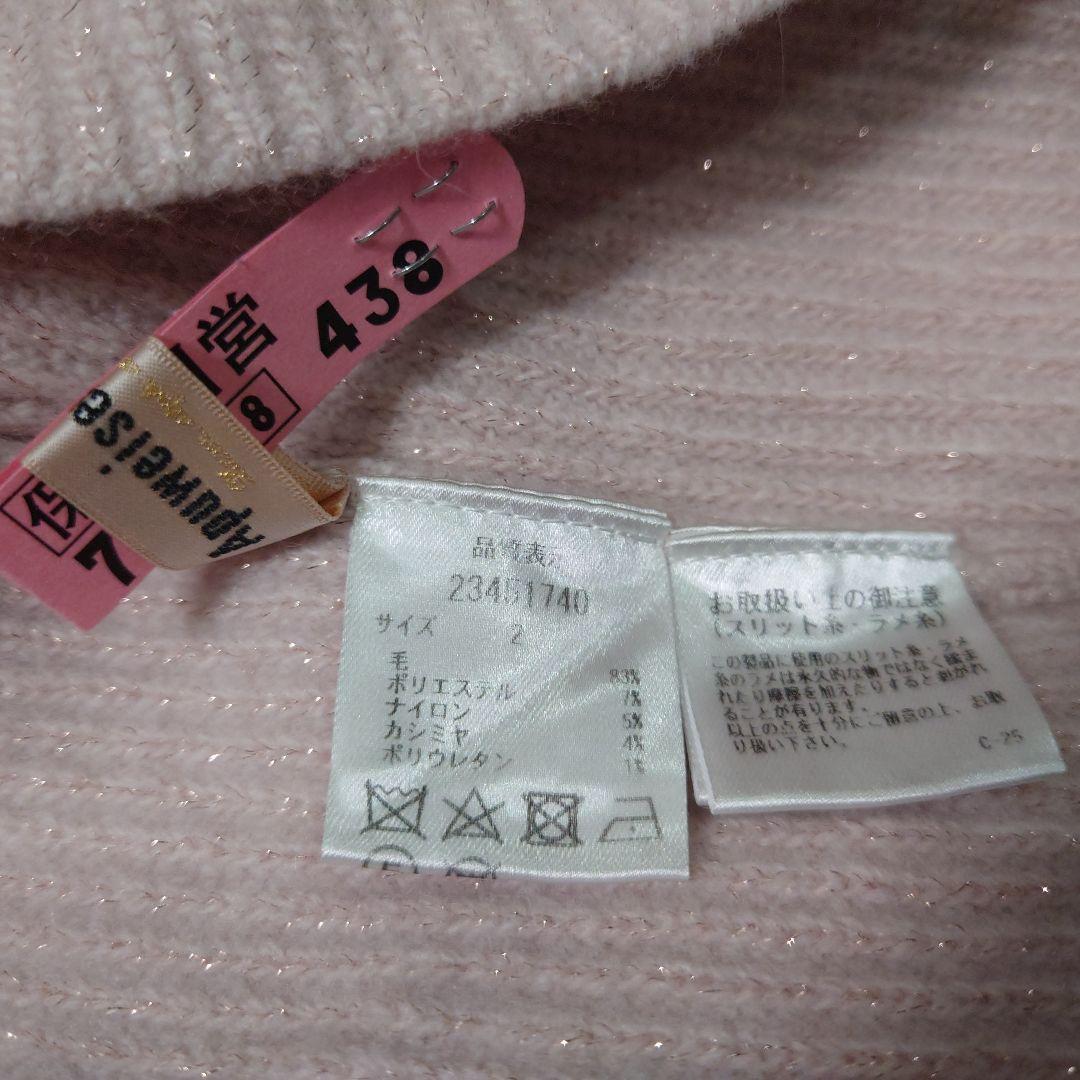 438
営
8
7
Apuweise
品質表示
サイズ 2
毛 83%
ポリエステル 7%
ナイロン 5%
カシミヤ 4%
ポリウレタン 1%
お取扱い上の御注意
(スリット糸・ラメ糸)
この製品に使用のスリット糸・ラメ
糸のラメは永久的な物ではなく揉ま
れたり摩擦を加えたりすると剥がれ
ることが有ります。
以上の点を十分にご留意の上、お取
り扱い下さい。
C-25